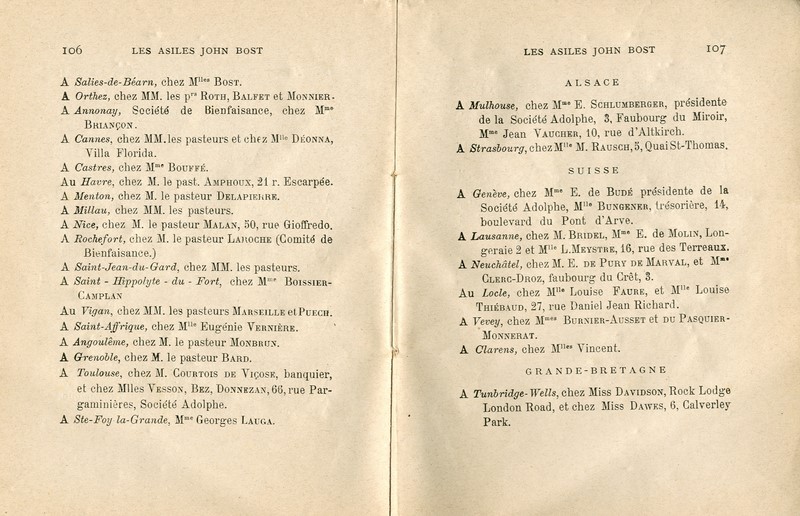 106 LES ASILES JOHN BOST
A Salies-de-Béarn, chez Mlles BOST.
A Orthez, chez MM. les prs ROTH, BALFET et MONNIER.
A Annonay, Société de Bienfaisance, chez Mme
BRIANÇON.
A Cannes, chez MM. les pasteurs et chez Mlle DÉONNA,
Villa Florida.
A Castres, chez Mme BOUFFÉ.
Au Havre, chez M. le past. AMPHOUX, 21 r. Escarpée.
A Menton, chez M. le pasteur DELAPIERRE.
A Millau, chez MM. les pasteurs.
A Nice, chez M. le pasteur MALAN, 50, rue Gioffredo.
A Rochefort, chez M. le pasteur LAROCHE (Comité de
Bienfaisance.)
A Saint-Jean-du-Gard, chez MM. les pasteurs.
A Saint - Hippolyte - du - Fort, chez Mme BOISSIER-
CAMPLAN
Au Vigan, chez MM. les pasteurs MARSEILLE et PUECH.
A Saint-Affrique, chez Mlle Eugénie VERNIÈRE.
A Angoulême, chez M. le pasteur MONBRUN.
A Grenoble, chez M. le pasteur BARD.
A Toulouse, chez M. COURTOIS DE VIÇOSE, banquier,
et chez Mlles VESSON, BEZ, DONNEZAN, 66, rue Par-
gaminières, Société Adolphe.
A Ste-Foy la-Grande, Mme Georges LAUGA.
LES ASILES JOHN BOST 107
ALSACE
A Mulhouse, chez Mme E. SCHLUMBERGER, présidente
de la Société Adolphe, 3, Faubourg du Miroir,
Mme Jean VAUCHER, 10, rue d'Altkirch.
A Strasbourg, chez Mlle M. RAUSCH, 5, Quai St-Thomas.
SUISSE
A Genève, chez Mme E. de BUDÉ présidente de la
Société Adolphe, Mlle BUNGENER, trésorière, 14,
boulevard du Pont d'Arve.
A Lausanne, chez M. BRIDEL, Mme E. de MOLIN, Lon-
geraie 2 et Mlle L. MEYSTRE, 16, rue des Terreaux.
A Neuchâtel, chez M. E. DE PURY DE MARVAL, et Mme
CLERC-DROZ, faubourg du Crêt, 3.
Au Locle, chez Mlle Louise FAURE, et Mlle Louise
THIÉBAUD, 27, rue Daniel Jean Richard.
A Vevey, chez Mmes BURNIER-AUSSET et DU PASQUIER-
MONNERAT.
A Clarens, chez Mlles Vincent.
GRANDE-BRETAGNE
A Tunbridge-Wells, chez Miss DAVIDSON, Rock Lodge
London Road, et chez Miss DAWES, 6, Calverley
Park.